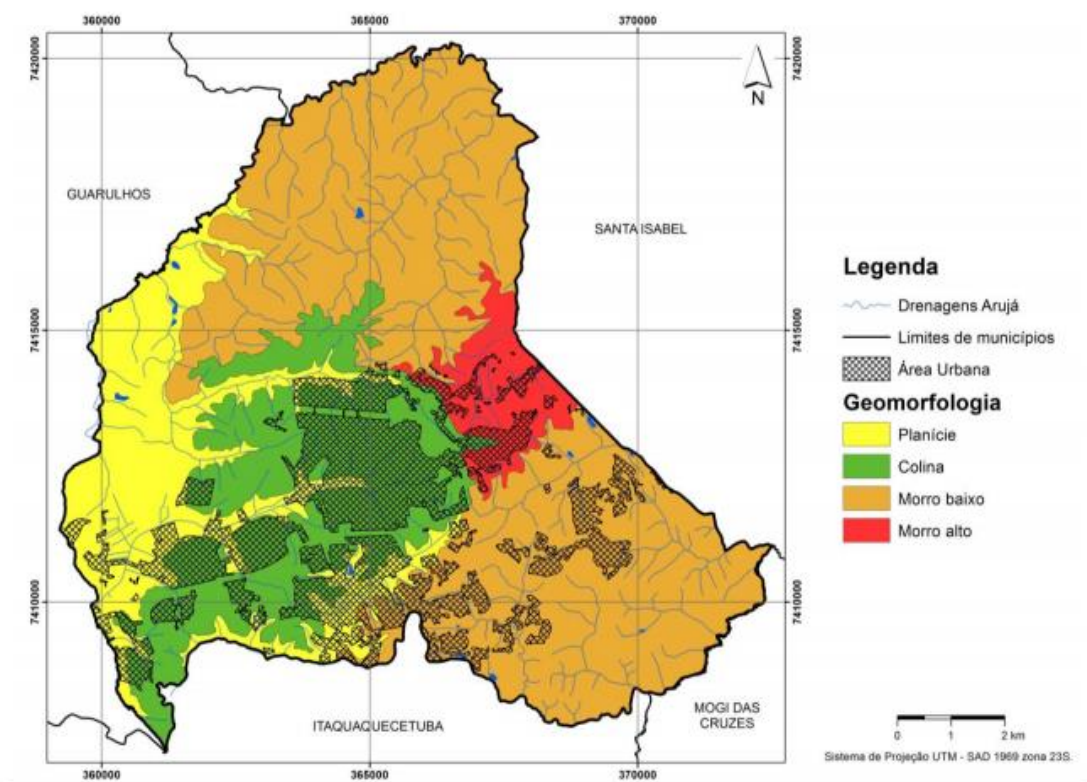 360000
365000
370000
7420000
7420000
N
GUARULHOS
SANTA ISABEL
Legenda
Drenagens Arujá
7415000
7415000
Limites de municípios
Área Urbana
Geomorfologia
Planície
Colina
Morro baixo
Morro alto
7410000
7410000
ITAQUAQUECETUBA
MOGI DAS
CRUZES
0 1 2 km
Sistema de Projeção UTM - SAD 1969 zona 23S.
360000
365000
370000